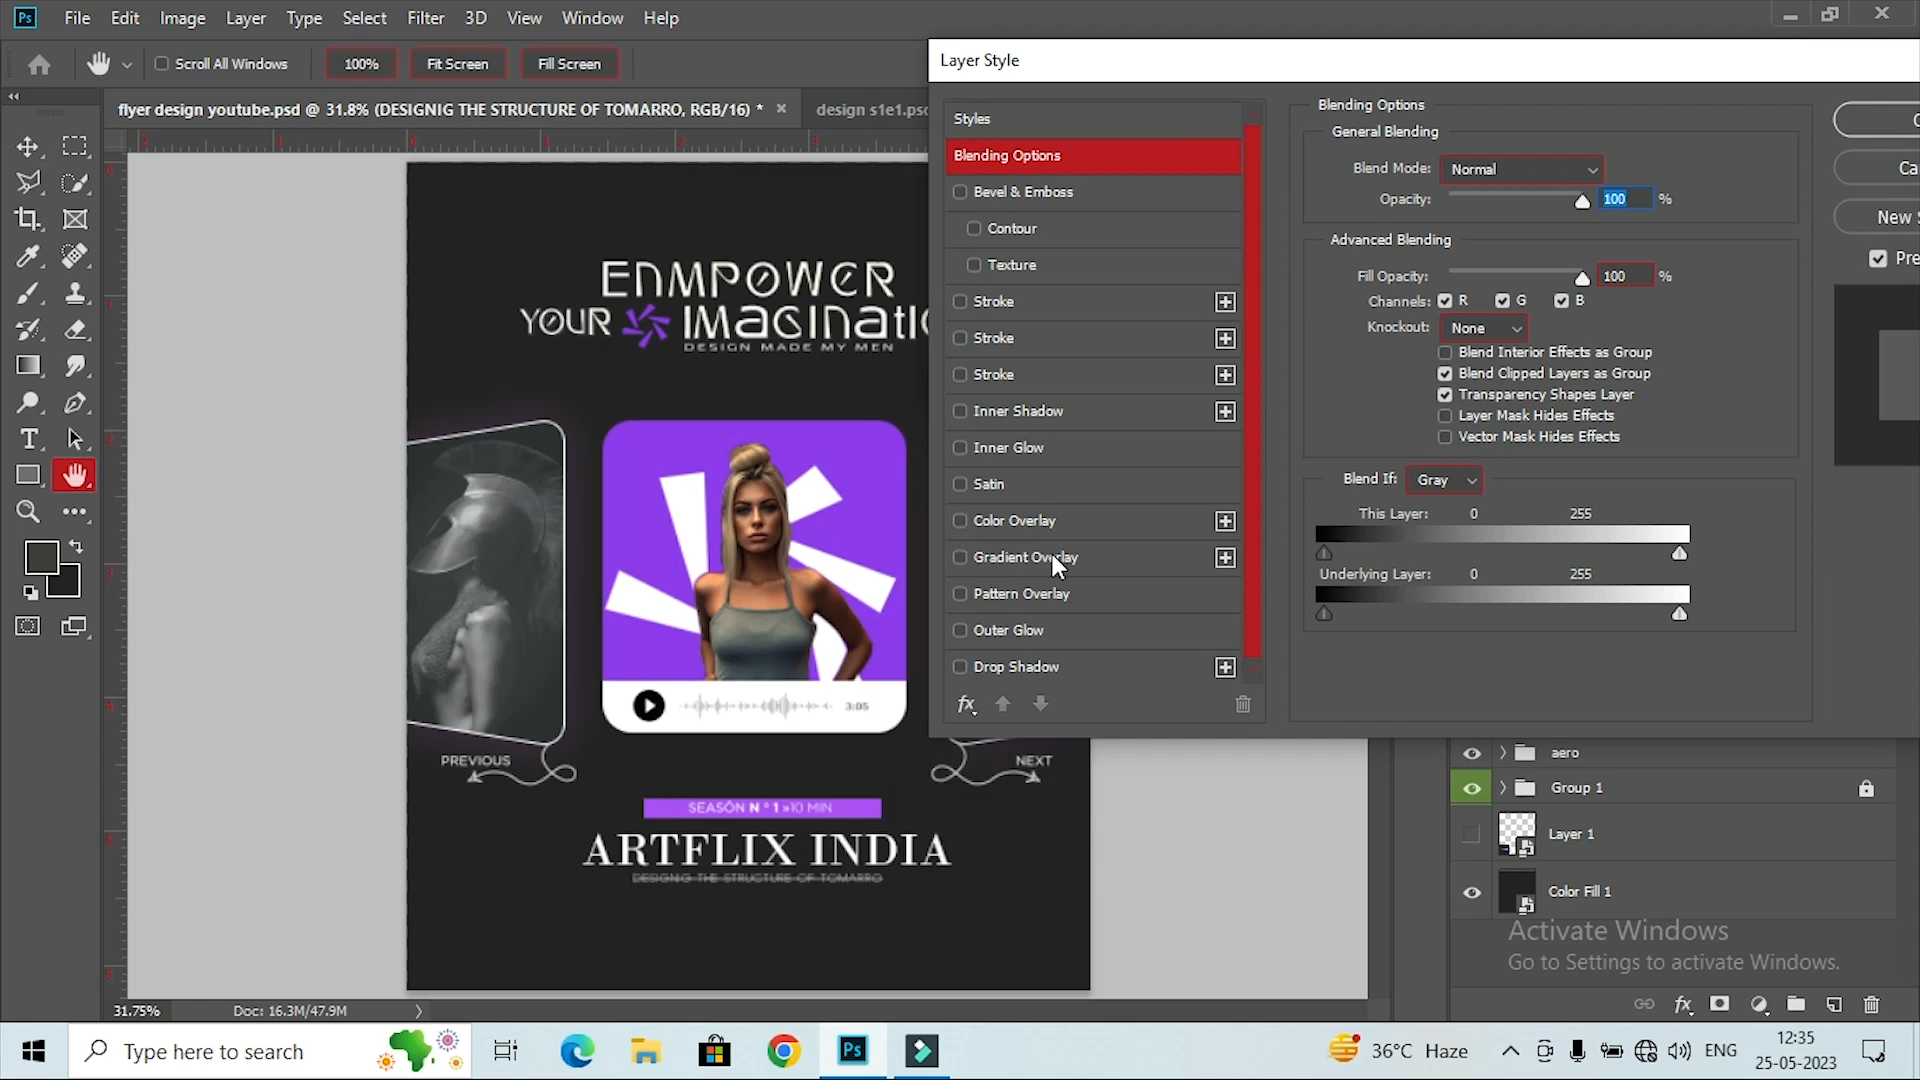 Ps File Edit Image Layer Type Select Filter 3D View Window Help
Scroll All Windows 100% Fit Screen Fill Screen
Layer Style
flyer design youtube.psd @ 31.8% (DESIGNIG THE STRUCTURE OF TOMARRO, RGB/16) *
design s1e1.psd
Styles
Blending Options
Bevel & Emboss
Contour
Texture
Stroke
Stroke
Stroke
Inner Shadow
Inner Glow
Satin
Color Overlay
Gradient Overlay
Pattern Overlay
Outer Glow
Drop Shadow
fx
Blending Options
General Blending
Blend Mode: Normal
Opacity: 100 %
Advanced Blending
Fill Opacity: 100 %
Channels: R G B
Knockout: None
Blend Interior Effects as Group
Blend Clipped Layers as Group
Transparency Shapes Layer
Layer Mask Hides Effects
Vector Mask Hides Effects
Blend If: Gray
This Layer: 0 255
Underlying Layer: 0 255
New
ENMPOWER
YOUR IMAGINATI
DESIGN MADE MY MEN
3:05
PREVIOUS
NEXT
SEASON N°1 »10 MIN
ARTFLIX INDIA
DESIGNIG THE STRUCTURE OF TOMARRO
aero
Group 1
Layer 1
Color Fill 1
Activate Windows
Go to Settings to activate Windows.
fx
31.75% Doc: 16.3M/47.9M
Type here to search
Ps
36°C Haze
ENG
12:35
25-05-2023